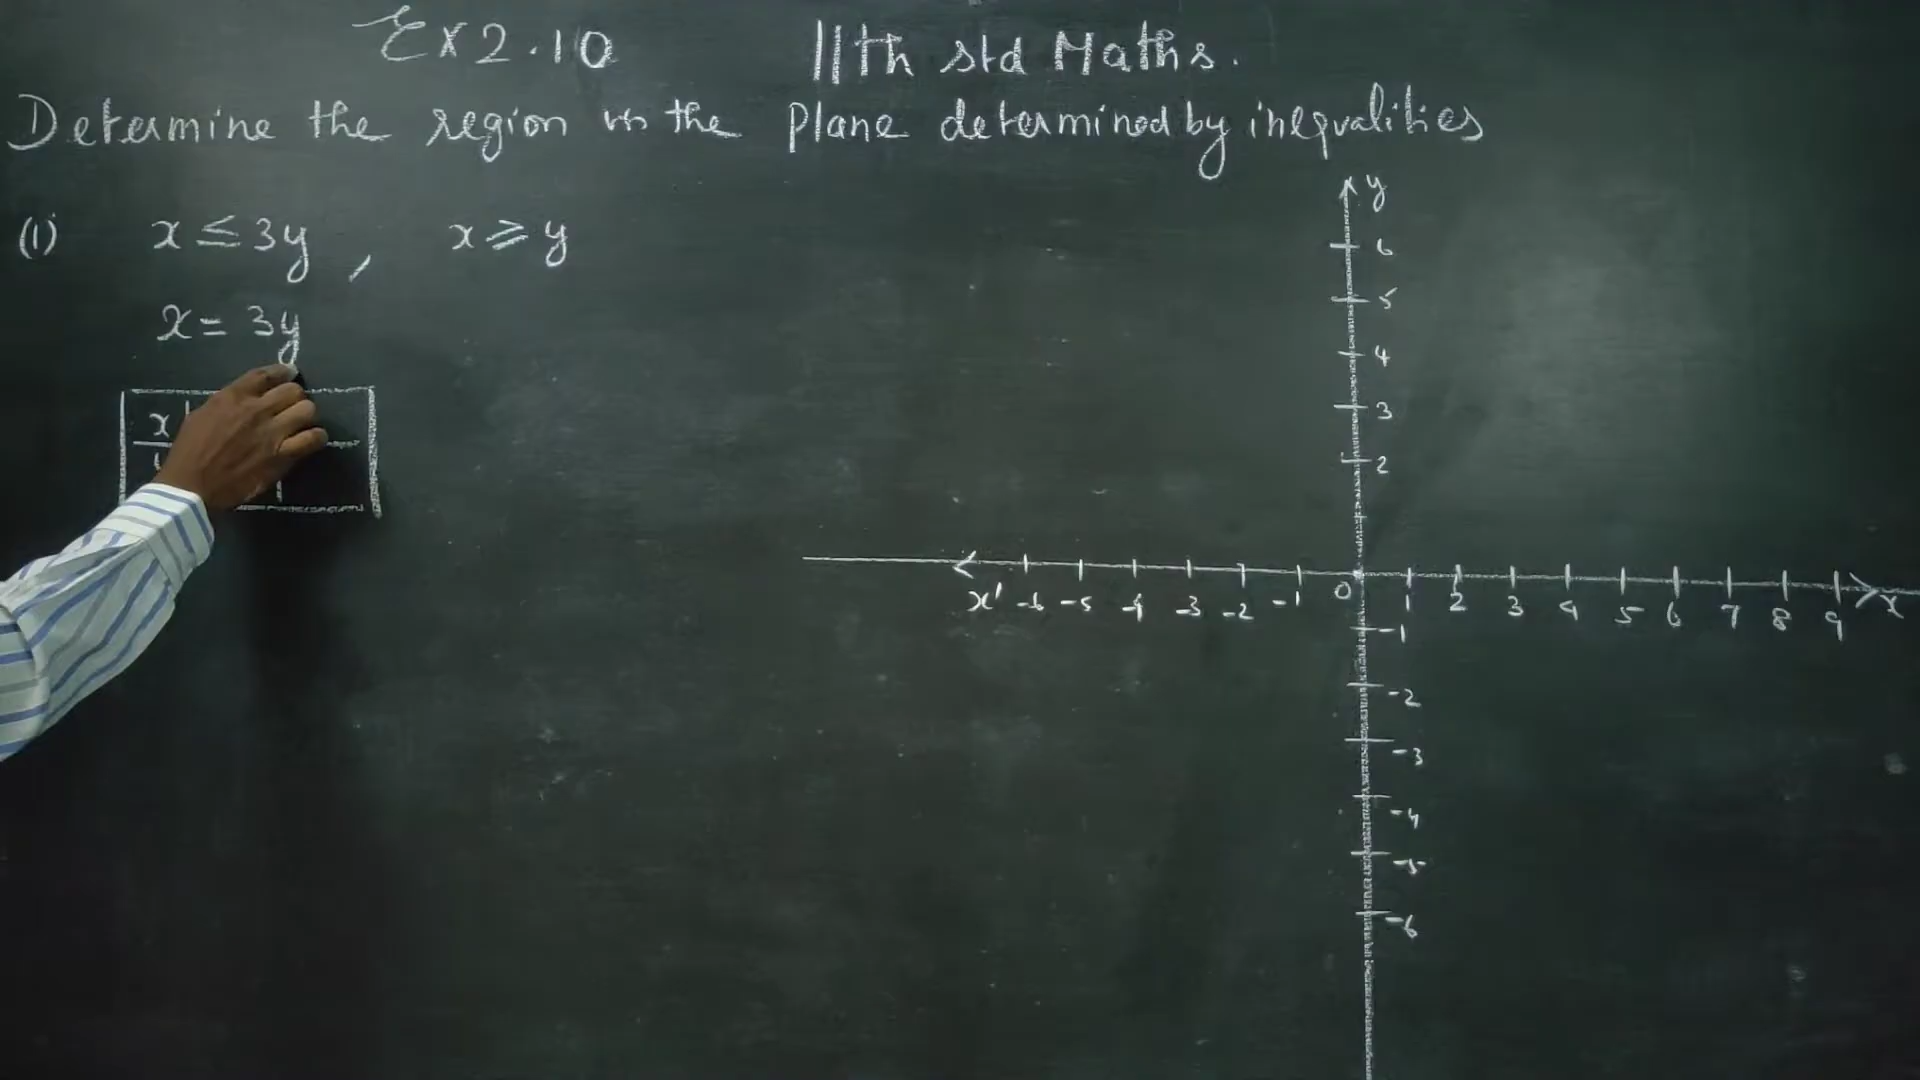 Ex 2.10 11th std Maths.
Determine the region in the plane determined by inequalities
(i) x ≤ 3y , x ≥ y
x = 3y
x
y
6
5
4
3
2
x' -6 -5 -4 -3 -2 -1 0 1 2 3 4 5 6 7 8 9 x
-1
-2
-3
-4
-5
-6